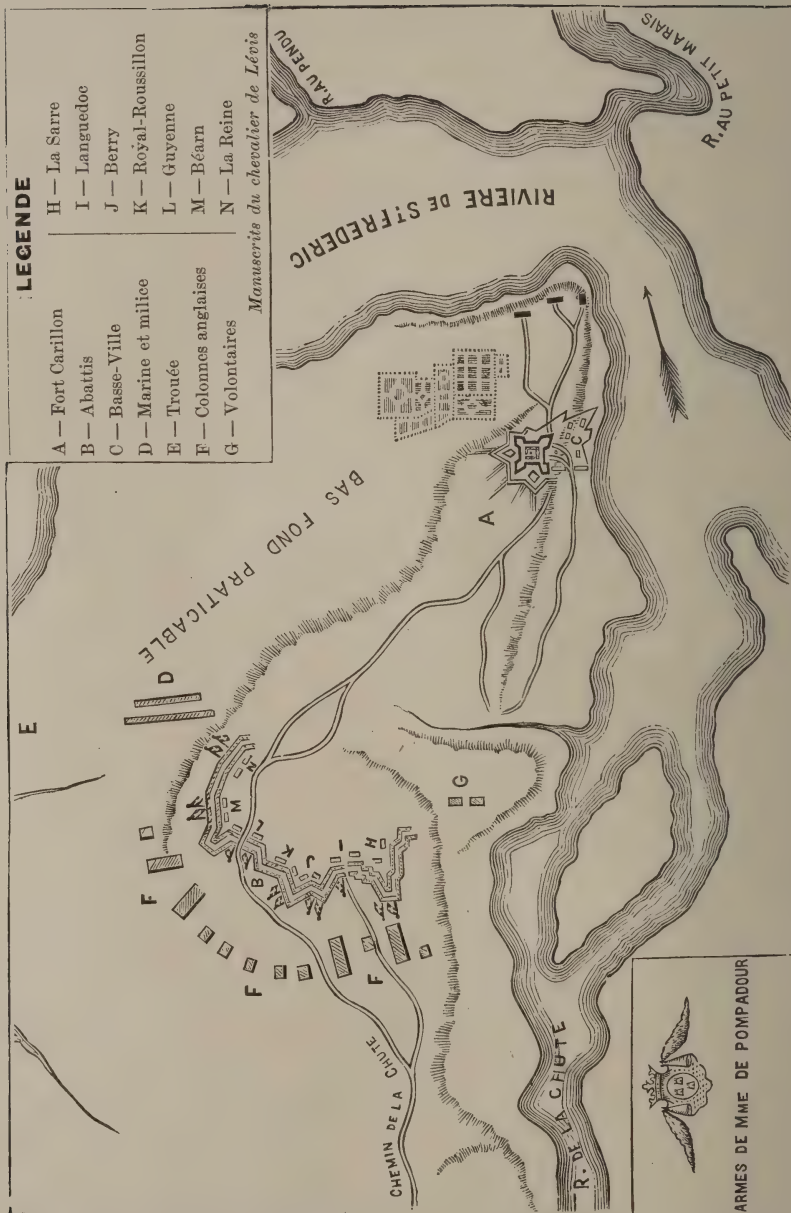 LEGENDE
A — Fort Carillon
B — Abattis
C — Basse-Ville
D — Marine et milice
E — Trouée
F — Colonnes anglaises
G — Volontaires
H — La Sarre
I — Languedoc
J — Berry
K — Royal-Roussillon
L — Guyenne
M — Béarn
N — La Reine
Manuscrits du chevalier de Lévis
R. AU PENDU
R. AU PETIT MARAIS
RIVIERE DE ST FREDERIC
BAS FOND PRATICABLE
E
D
A
C
F
F
F
B
N
M
L
K
J
I
H
G
CHEMIN DE LA CHUTE
R. DE LA CHUTE
ARMES DE MME DE POMPADOUR